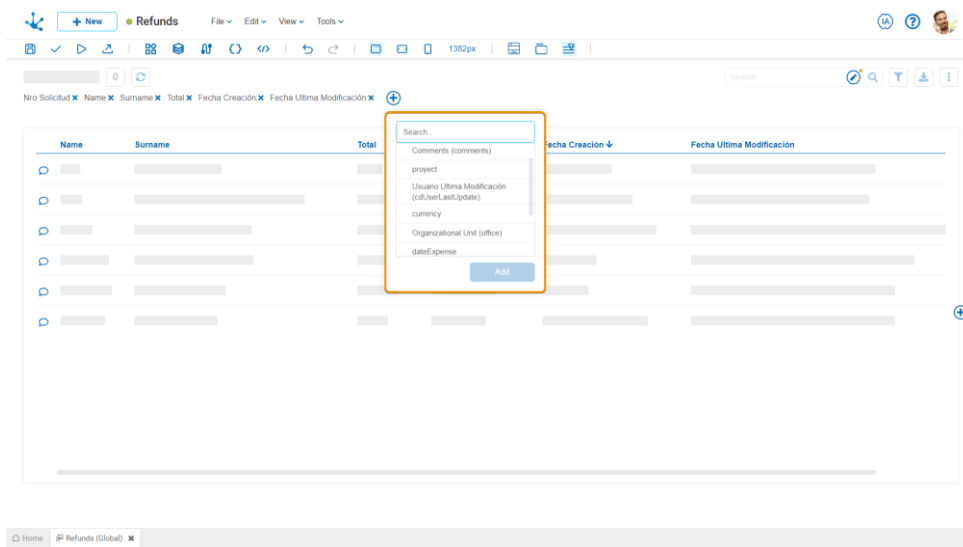 + New
Refunds
File
Edit
View
Tools
IA
?
1382px
0
Search
Nro Solicitud × Name × Surname × Total × Fecha Creación × Fecha Ultima Modificación ×
Search..
Name
Surname
Total
Fecha Creación
Fecha Ultima Modificación
Comments (comments)
proyect
Usuario Ultima Modificación
(cdUserLastUpdate)
currency
Organizational Unit (office)
dateExpense
Add
Home
Refunds (Global) ×